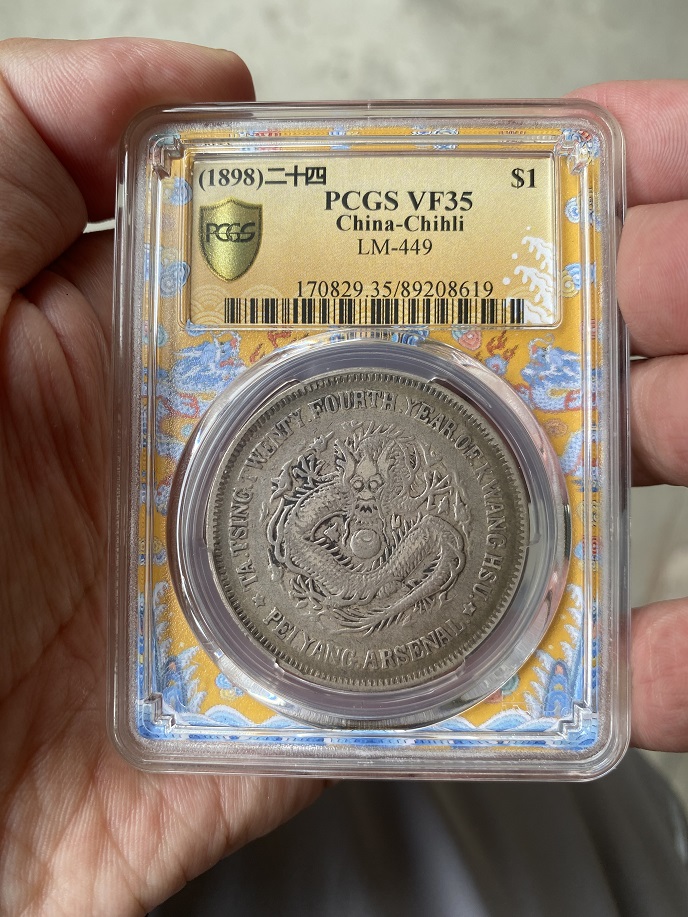 (1898)二十四 $1
PCGS VF35
China-Chihli
LM-449
PCGS
170829.35/89208619
TA TSING TWENTY FOURTH YEAR OF KWANG HSU.
PEI YANG ARSENAL